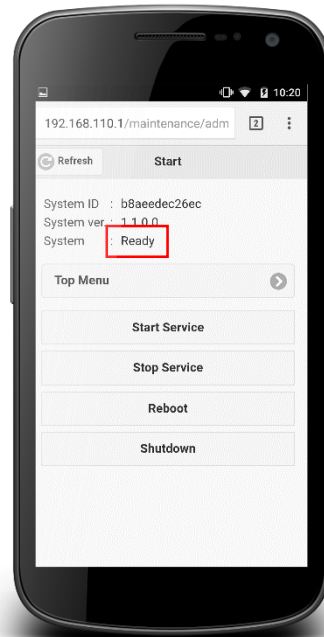 10:20
192.168.110.1/maintenance/adm 2
Refresh Start
System ID : b8aeedec26ec
System ver. : 1.1.0.0
System : Ready
Top Menu
Start Service
Stop Service
Reboot
Shutdown